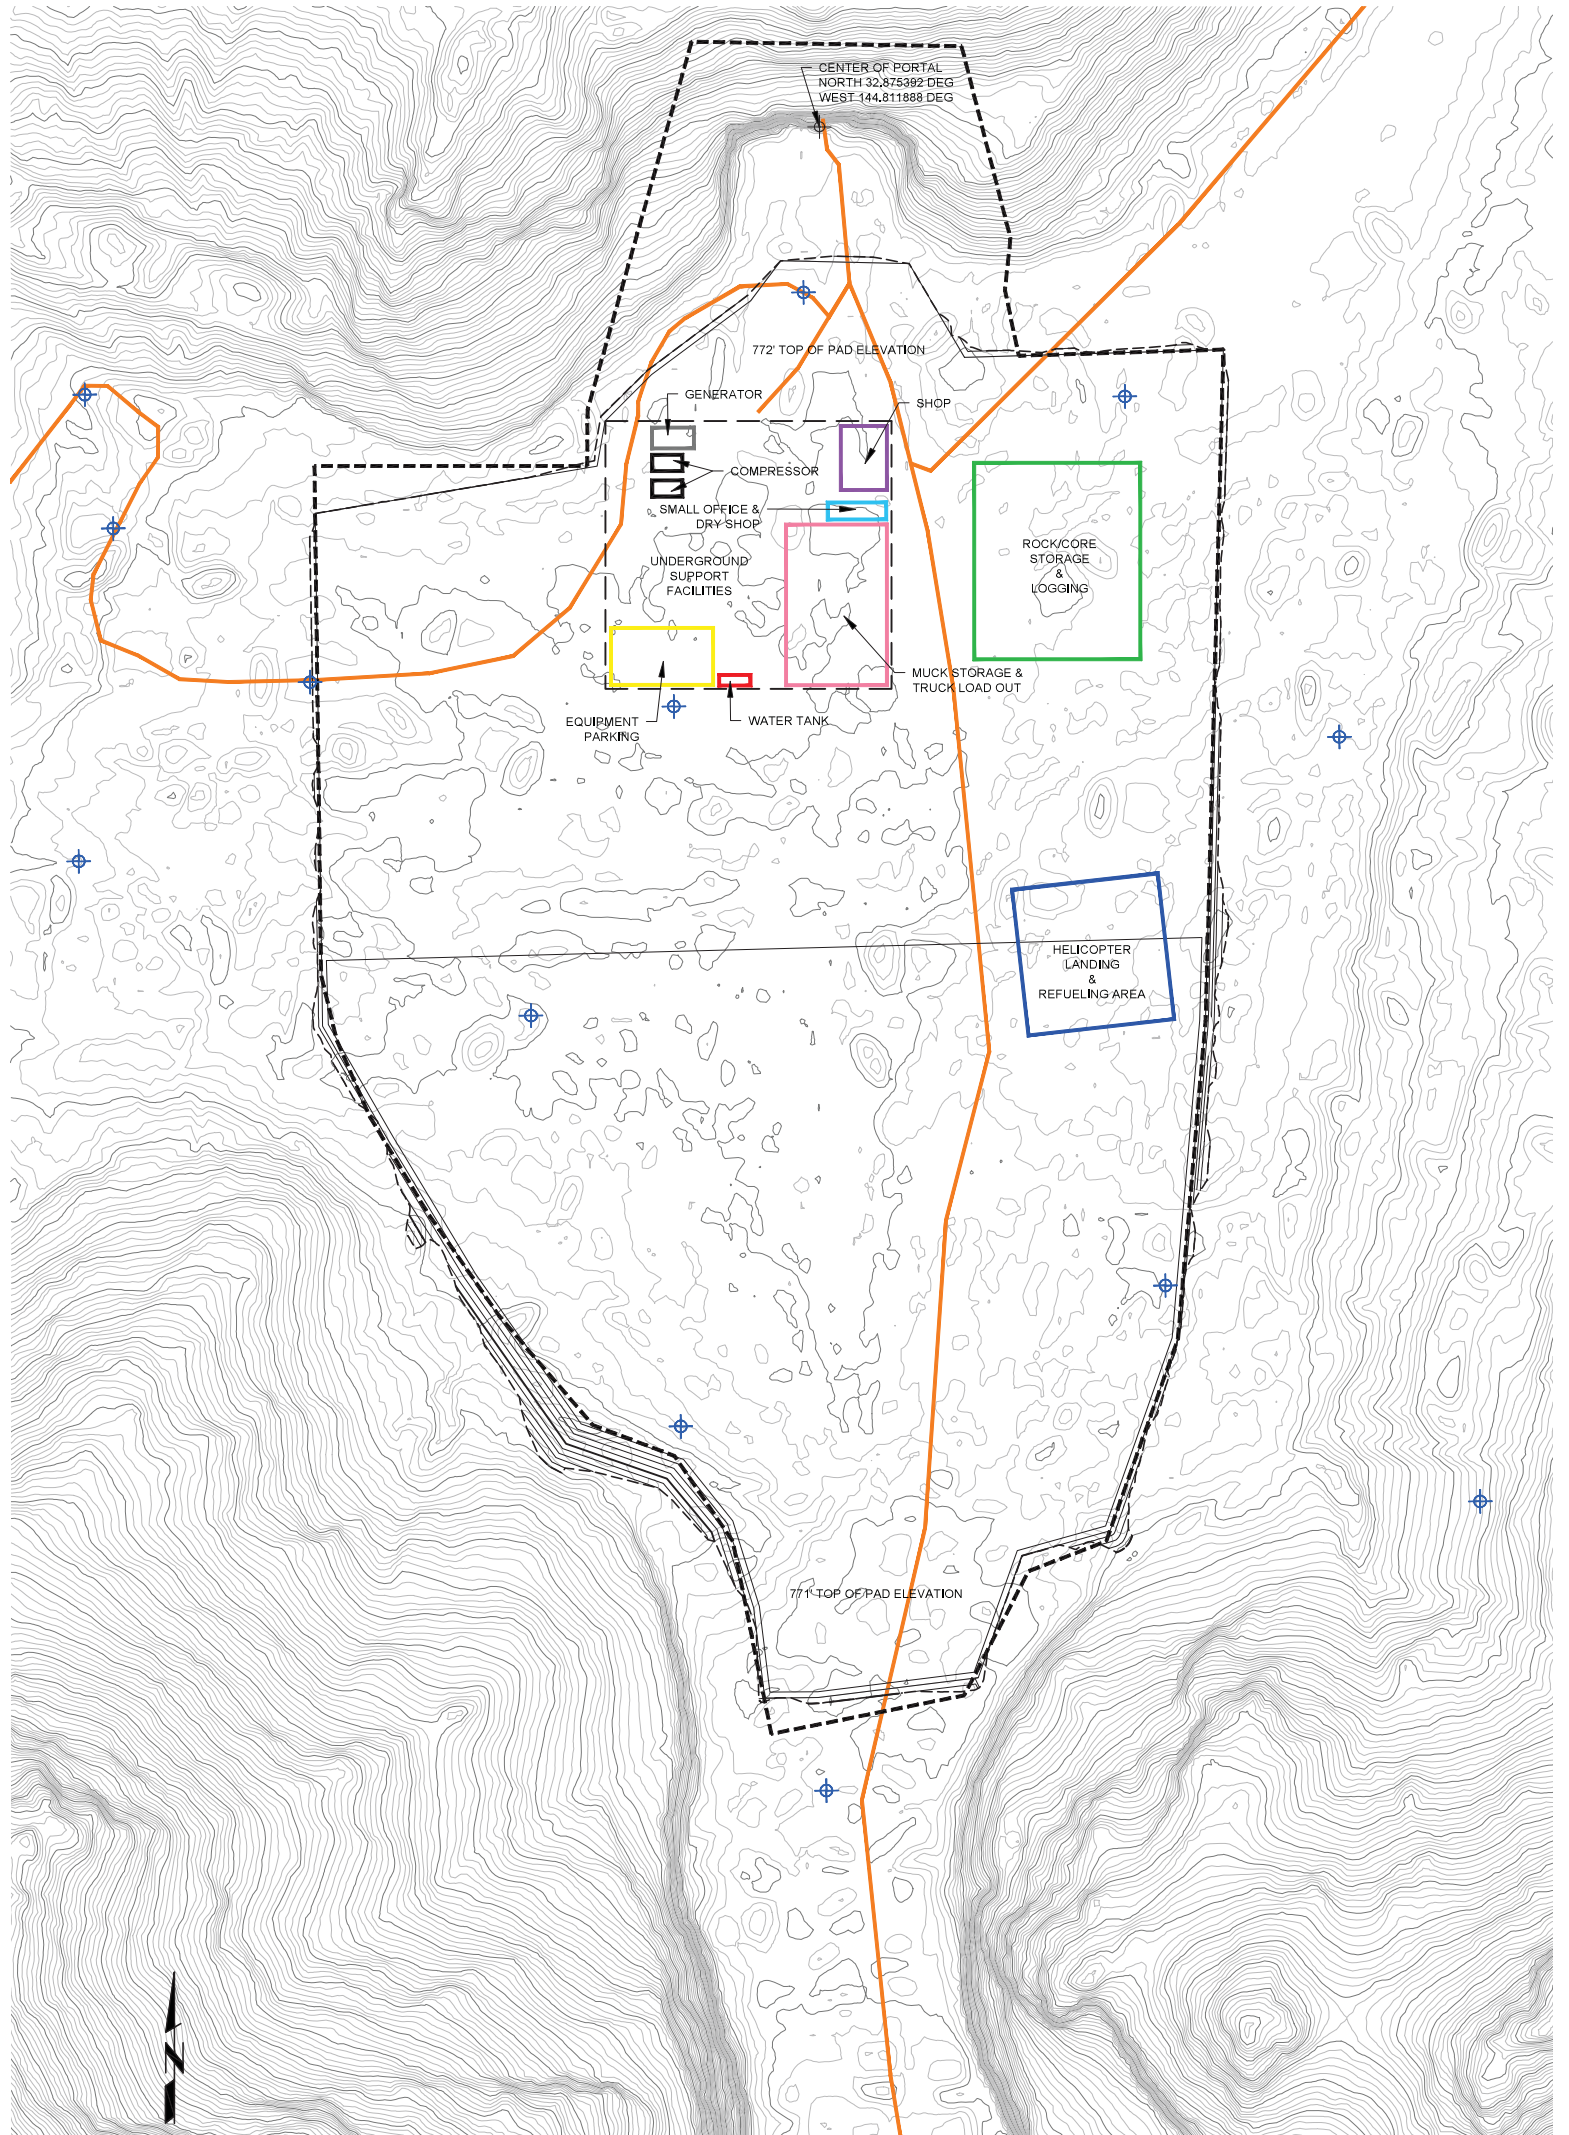 CENTER OF PORTAL
NORTH 32.875392 DEG
WEST 144.811888 DEG
772' TOP OF PAD ELEVATION
GENERATOR
SHOP
COMPRESSOR
SMALL OFFICE &
DRY SHOP
ROCK/CORE
STORAGE
&
LOGGING
UNDERGROUND
SUPPORT
FACILITIES
MUCK STORAGE &
TRUCK LOAD OUT
EQUIPMENT
PARKING
WATER TANK
HELICOPTER
LANDING
&
REFUELING AREA
771' TOP OF PAD ELEVATION
N